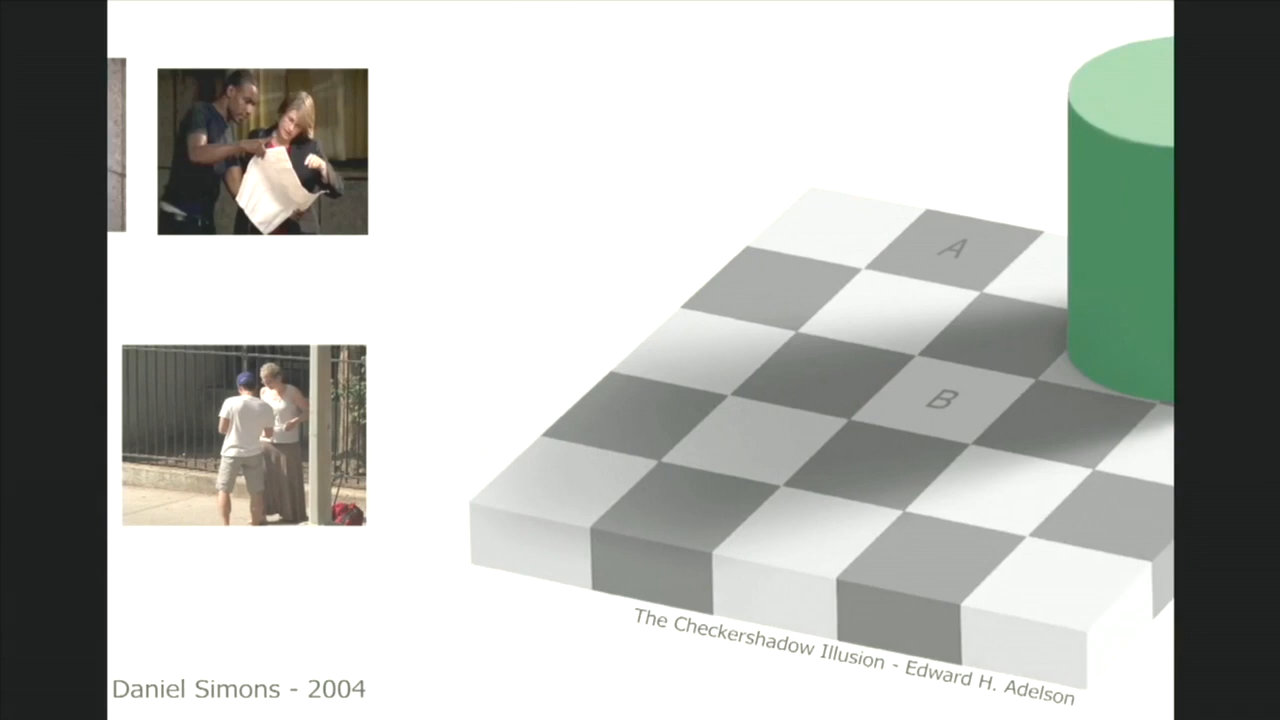 A
B
The Checkershadow Illusion - Edward H. Adelson
Daniel Simons - 2004